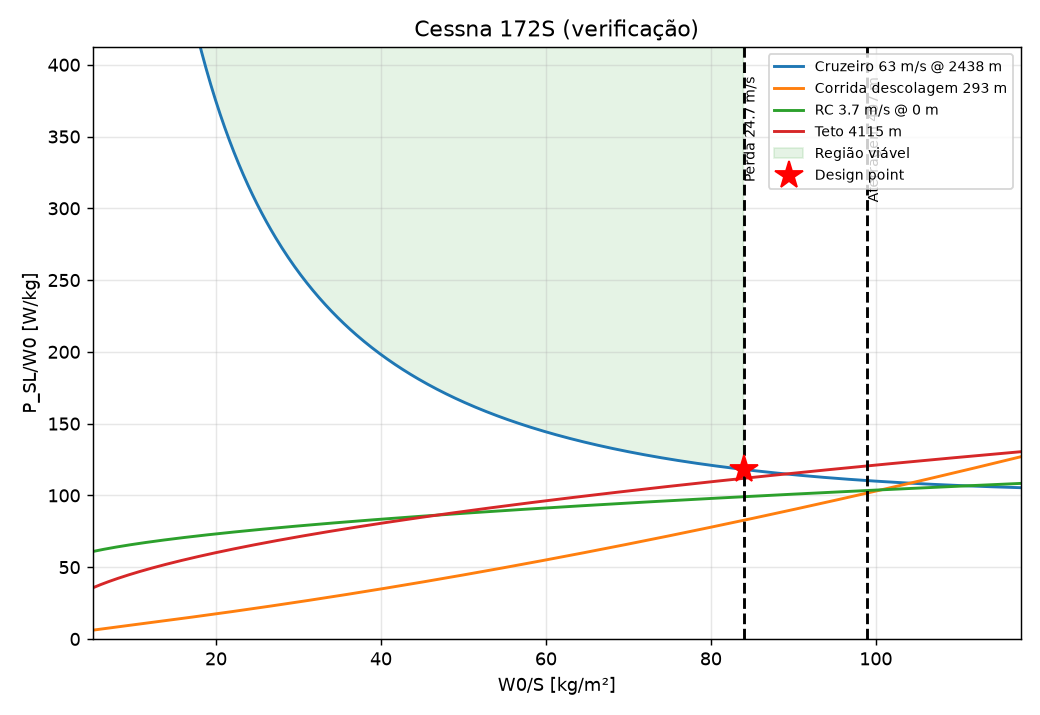 Cessna 172S (verificação)
P_SL/W0 [W/kg]
400
350
300
250
200
150
100
50
0
20
40
60
80
100
W0/S [kg/m²]
Perda 24.7 m/s
Cruzeiro 63 m/s @ 2438 m
Corrida descolagem 293 m
RC 3.7 m/s @ 0 m
Teto 4115 m
Região viável
Design point